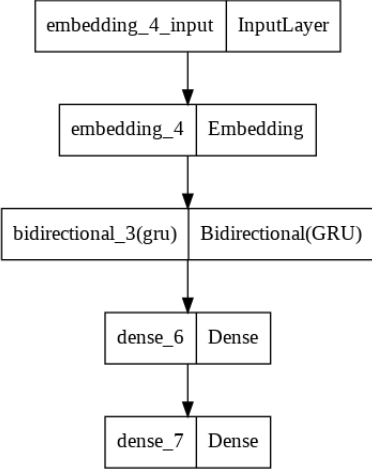 embedding_4_input InputLayer
embedding_4 Embedding
bidirectional_3(gru) Bidirectional(GRU)
dense_6 Dense
dense_7 Dense